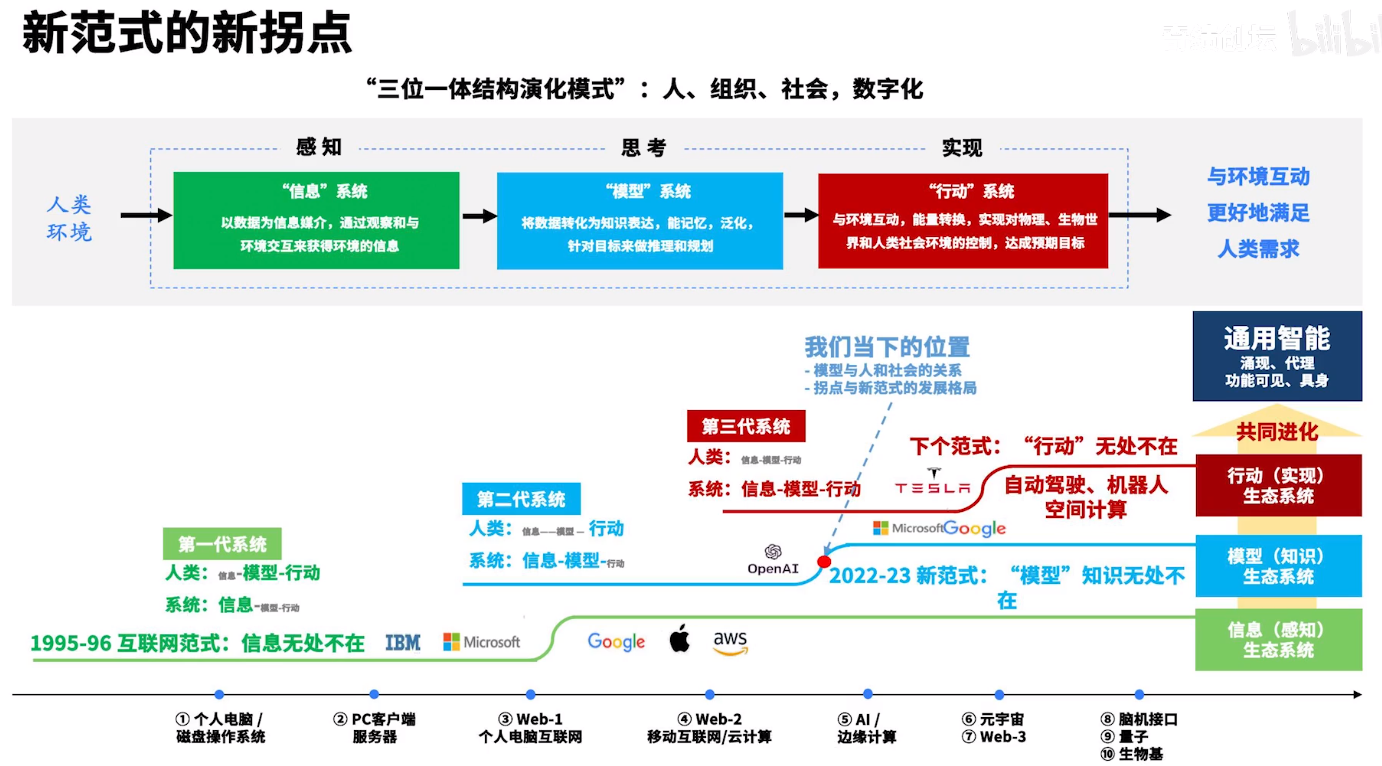 新范式的新拐点
bilibili
“三位一体结构演化模式”：人、组织、社会，数字化
感知
思考
实现
人类
环境
“信息”系统
以数据为信息媒介，通过观察和与
环境交互来获得环境的信息
“模型”系统
将数据转化为知识表达，能记忆，泛化，
针对目标来做推理和规划
“行动”系统
与环境互动，能量转换，实现对物理、生物世
界和人类社会环境的控制，达成预期目标
与环境互动
更好地满足
人类需求
通用智能
涌现、代理
功能可见、具身
我们当下的位置
- 模型与人和社会的关系
- 拐点与新范式的发展格局
共同进化
第三代系统
人类：信息-模型-行动
系统：信息-模型-行动
下个范式：“行动”无处不在
TESLA
自动驾驶、机器人
空间计算
行动（实现）
生态系统
第二代系统
人类：信息——模型 — 行动
系统：信息-模型-行动
OpenAI
Microsoft Google
2022-23 新范式：“模型”知识无处不
在
模型（知识）
生态系统
第一代系统
人类：信息-模型-行动
系统：信息-模型-行动
1995-96 互联网范式：信息无处不在
IBM
Microsoft
Google
aws
信息（感知）
生态系统
① 个人电脑 /
磁盘操作系统
② PC客户端
服务器
③ Web-1
个人电脑互联网
④ Web-2
移动互联网/云计算
⑤ AI /
边缘计算
⑥ 元宇宙
⑦ Web-3
⑧ 脑机接口
⑨ 量子
⑩ 生物基